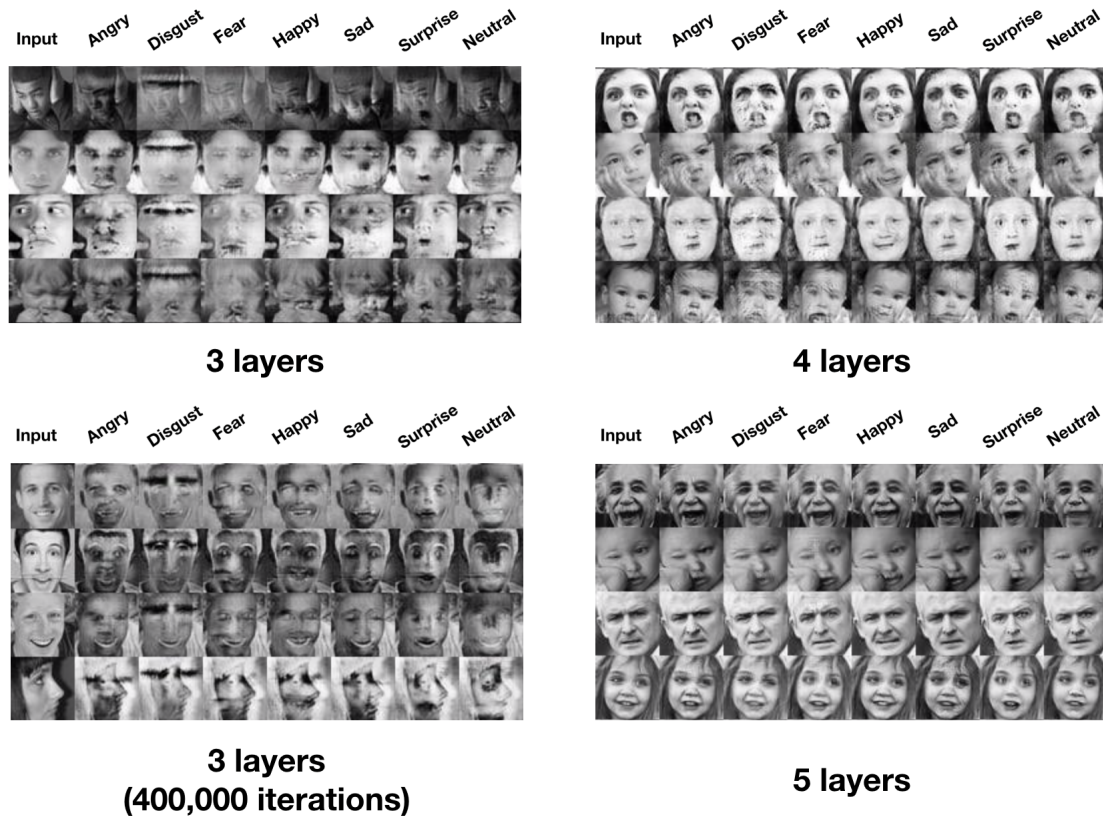 Input Angry Disgust Fear Happy Sad Surprise Neutral
3 layers
Input Angry Disgust Fear Happy Sad Surprise Neutral
4 layers
Input Angry Disgust Fear Happy Sad Surprise Neutral
3 layers
(400,000 iterations)
Input Angry Disgust Fear Happy Sad Surprise Neutral
5 layers